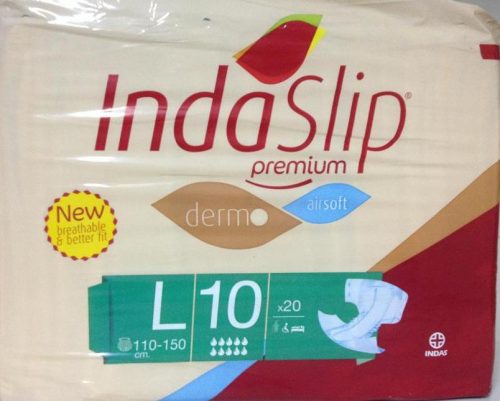 IndaSlip®
premium
dermo
airsoft
New
breathable
& better fit
L
10
x20
110-150
cm.
INDAS